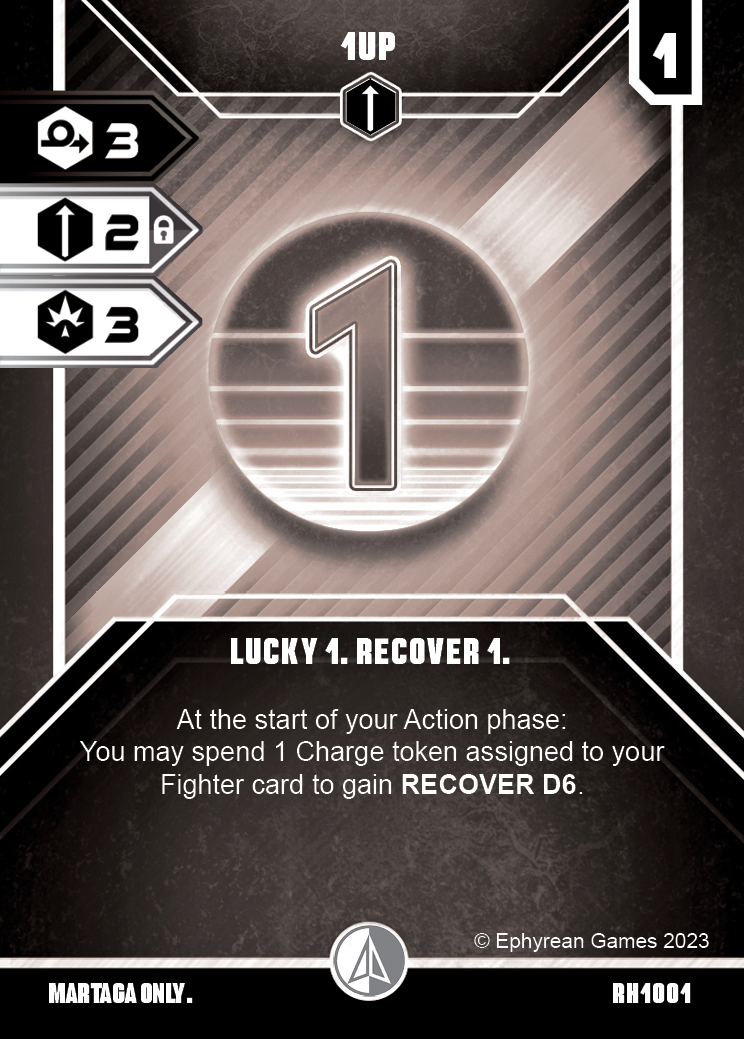 1UP
1
3
2
3
1
LUCKY 1. RECOVER 1.
At the start of your Action phase:
You may spend 1 Charge token assigned to your
Fighter card to gain RECOVER D6.
© Ephyrean Games 2023
MARTAGA ONLY.
RH1001